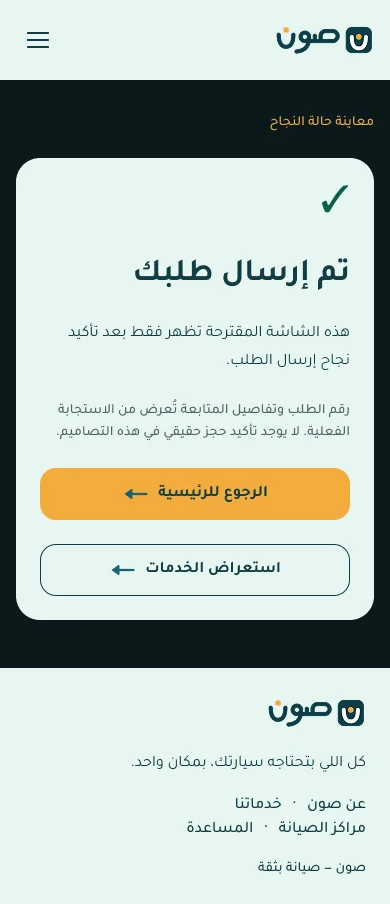 صون
معاينة حالة النجاح
✓
تم إرسال طلبك
هذه الشاشة المقترحة تظهر فقط بعد تأكيد
نجاح إرسال الطلب.
رقم الطلب وتفاصيل المتابعة تُعرض من الاستجابة
الفعلية. لا يوجد تأكيد حجز حقيقي في هذه التصاميم.
الرجوع للرئيسية ←
استعراض الخدمات ←
صون
كل اللي بتحتاجه سيارتك، بمكان واحد.
عن صون · خدماتنا
مراكز الصيانة · المساعدة
صون – صيانة بثقة